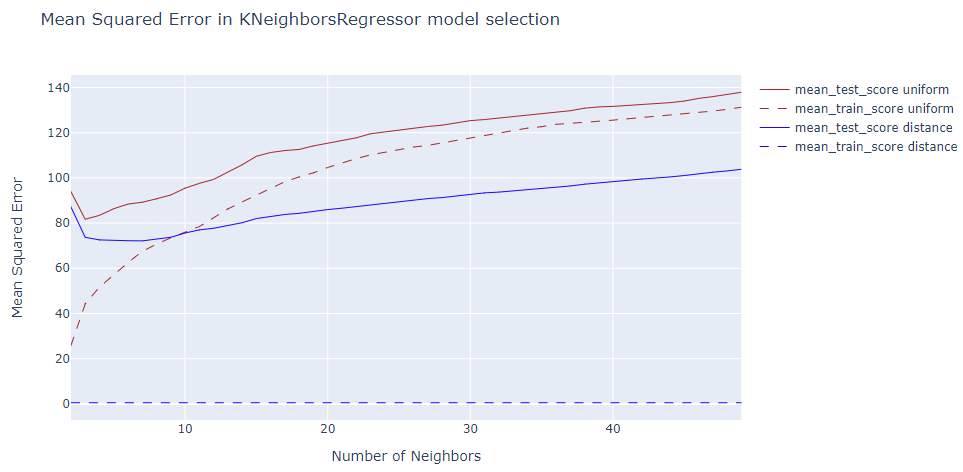 Mean Squared Error in KNeighborsRegressor model selection
mean_test_score uniform
mean_train_score uniform
mean_test_score distance
mean_train_score distance
Mean Squared Error
140
120
100
80
60
40
20
0
10
20
30
40
Number of Neighbors